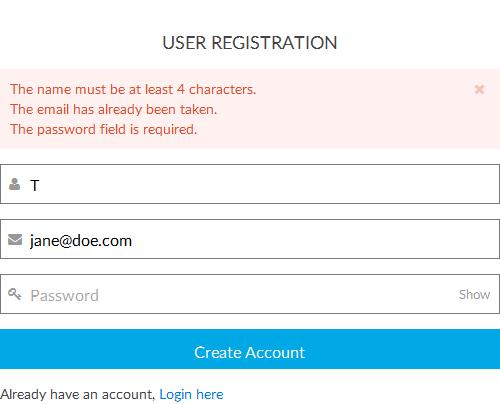 USER REGISTRATION
The name must be at least 4 characters.
The email has already been taken.
The password field is required.
T
jane@doe.com
Password Show
Create Account
Already have an account, Login here